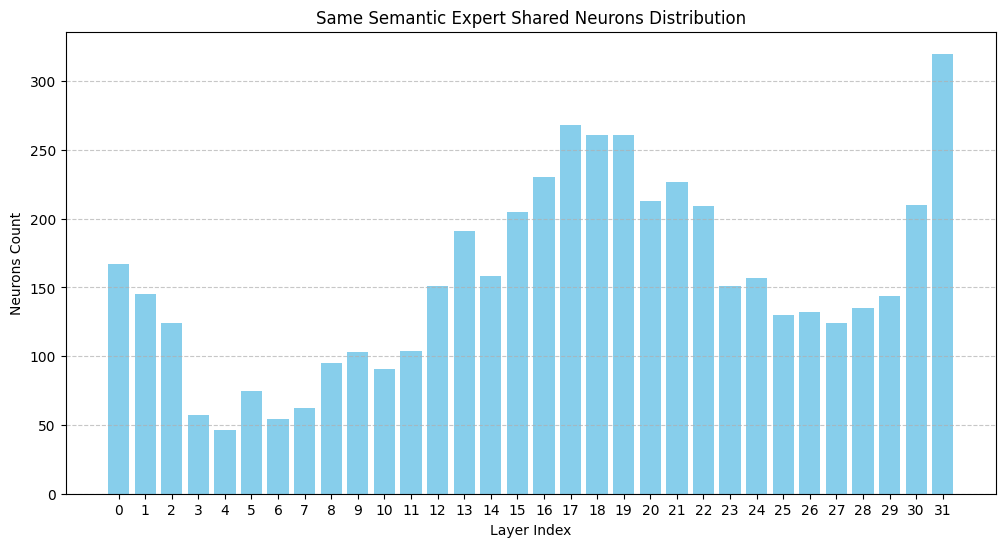 Same Semantic Expert Shared Neurons Distribution
Neurons Count
300
250
200
150
100
50
0
0 1 2 3 4 5 6 7 8 9 10 11 12 13 14 15 16 17 18 19 20 21 22 23 24 25 26 27 28 29 30 31
Layer Index